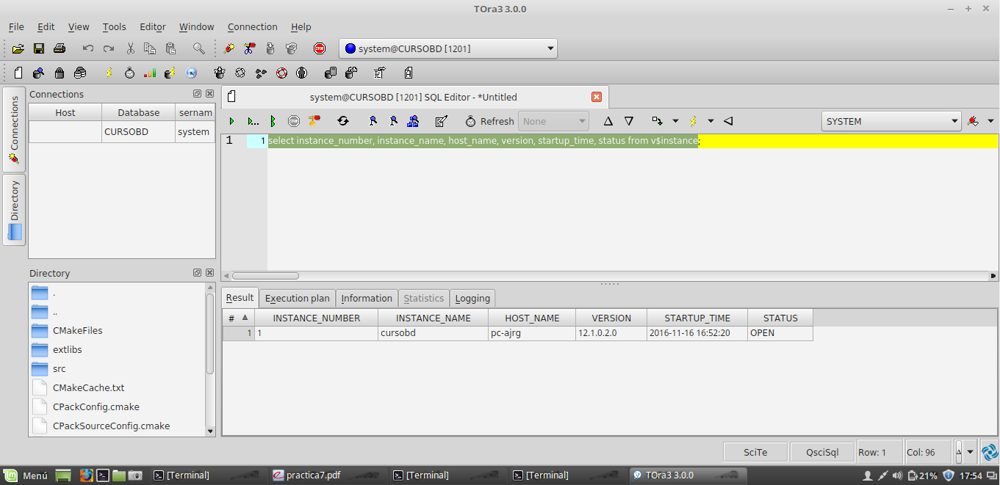 TOra3 3.0.0
File Edit View Tools Editor Window Connection Help
STOP system@CURSOBD [1201]
Connections
Directory
Connections
Host Database sernam
CURSOBD system
system@CURSOBD [1201] SQL Editor - *Untitled
Refresh None SYSTEM
1 1 select instance_number, instance_name, host_name, version, startup_time, status from v$instance;
Directory
.
..
CMakeFiles
extlibs
src
CMakeCache.txt
CPackConfig.cmake
CPackSourceConfig.cmake
Result Execution plan Information Statistics Logging
# INSTANCE_NUMBER INSTANCE_NAME HOST_NAME VERSION STARTUP_TIME STATUS
1 1 cursobd pc-ajrg 12.1.0.2.0 2016-11-16 16:52:20 OPEN
SciTe QsciSql Row: 1 Col: 96
Menú [Terminal] practica7.pdf [Terminal] [Terminal] TOra3 3.0.0 21% 17:54